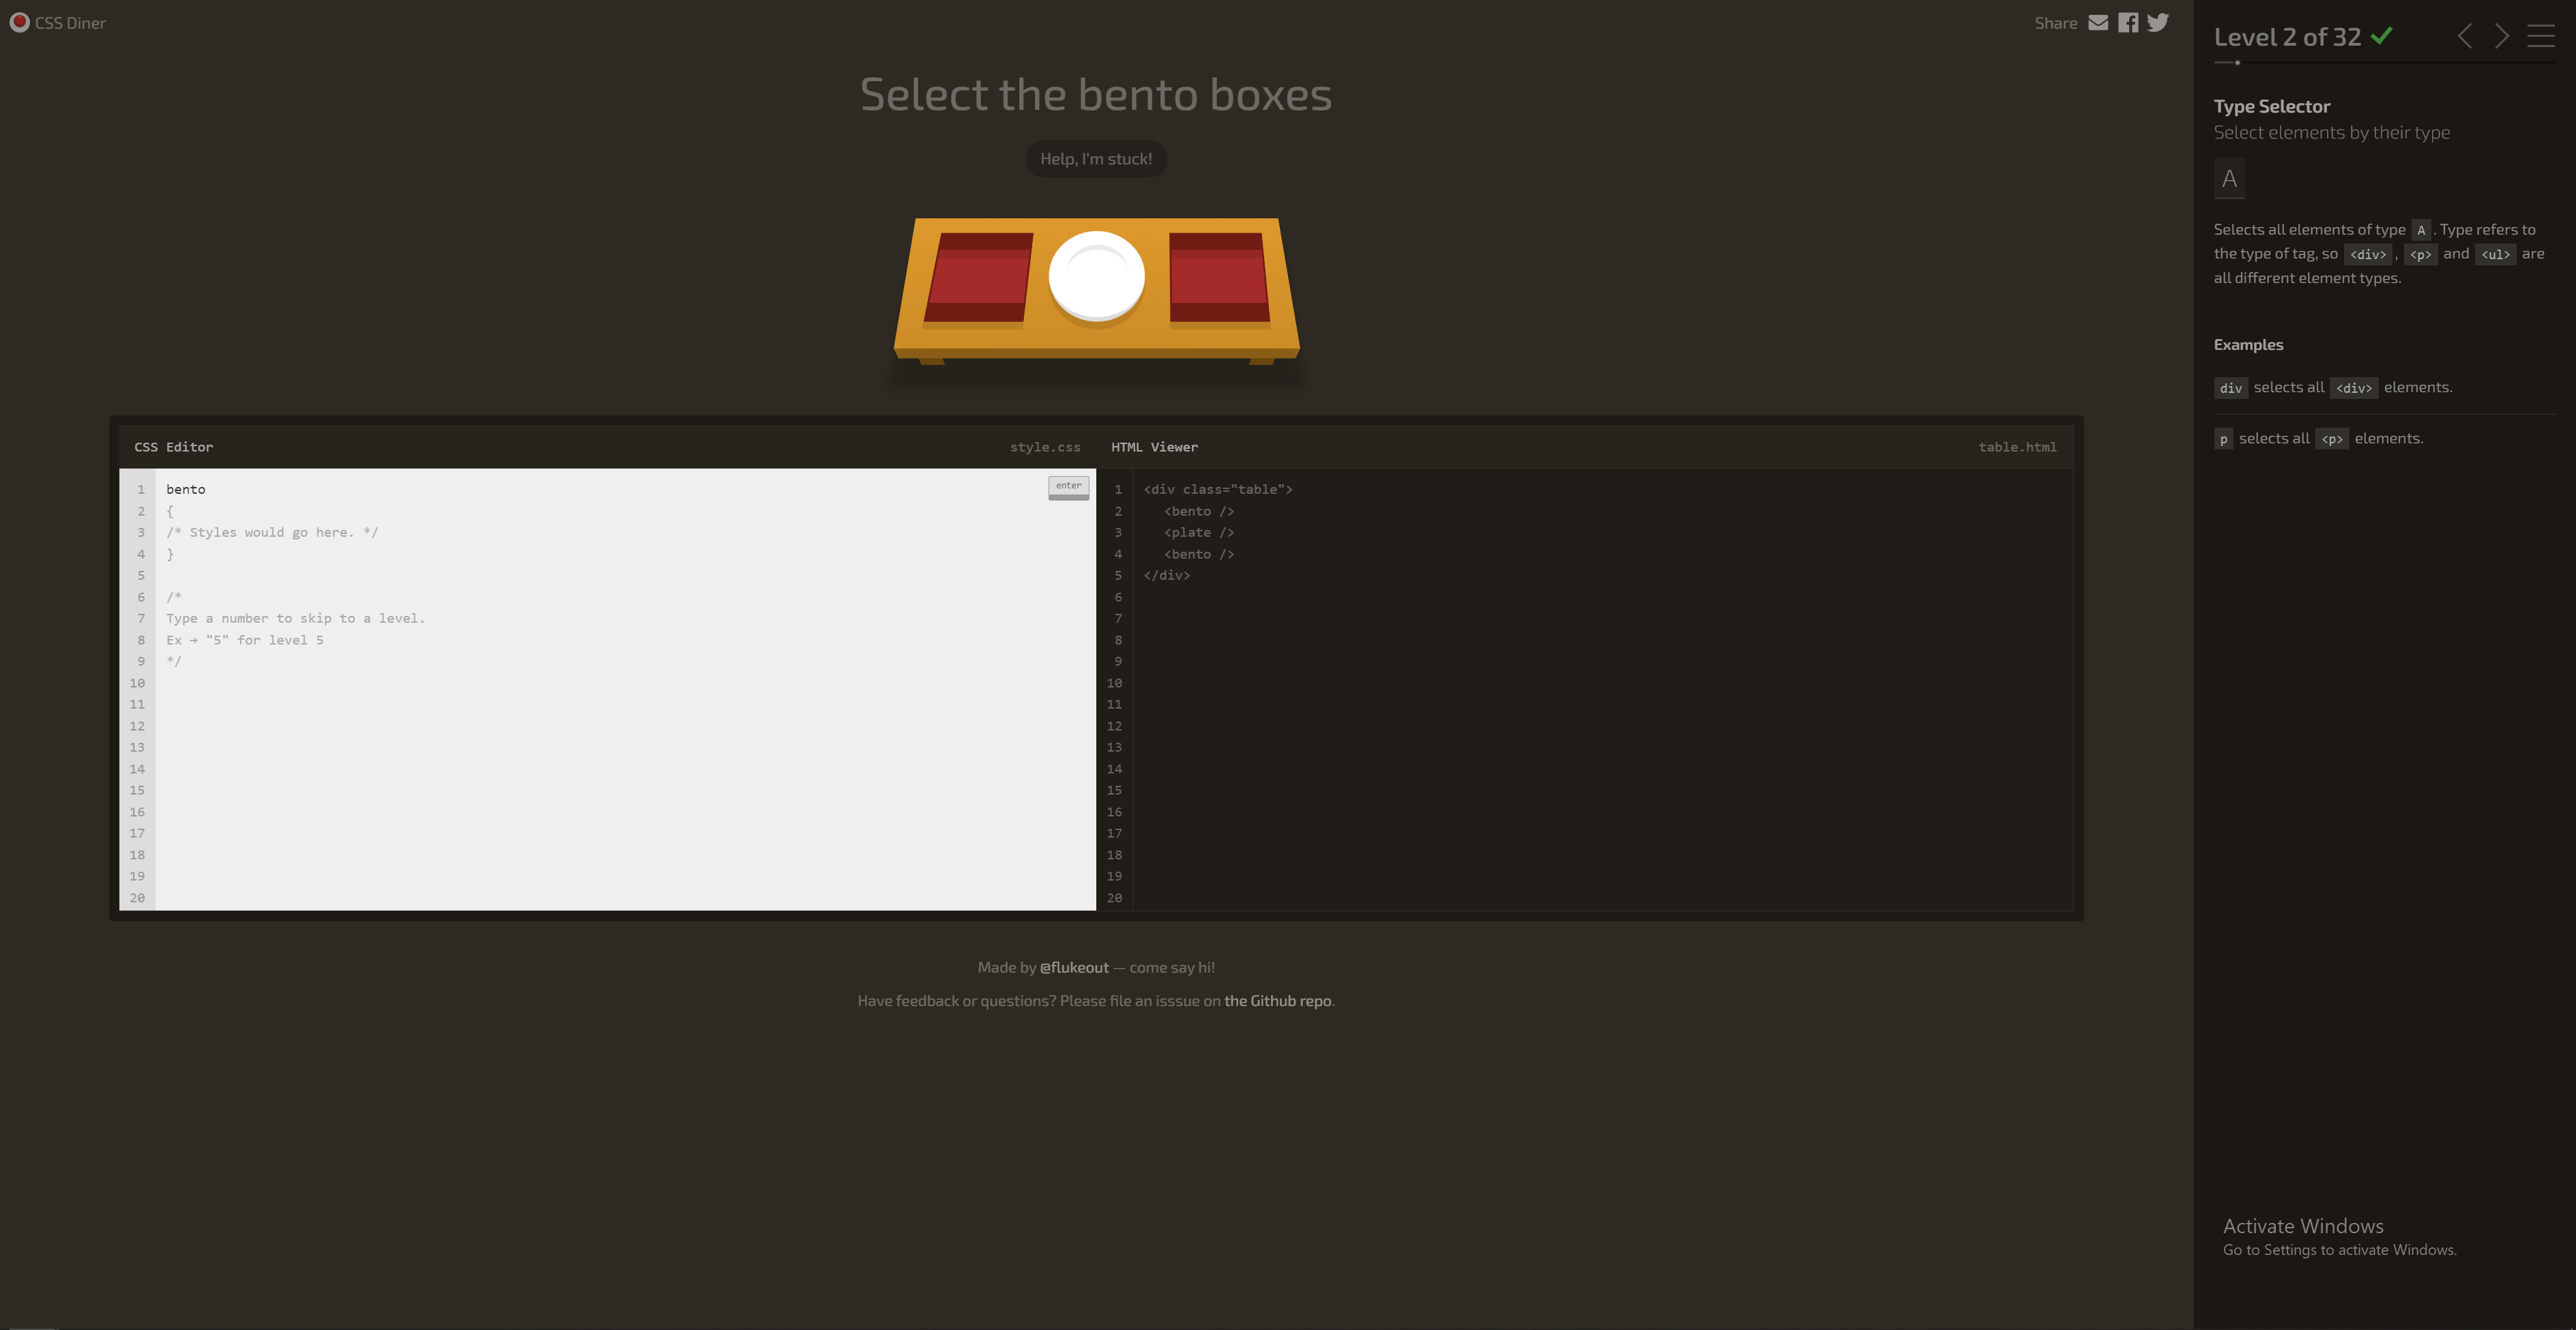 CSS Diner
Share
Select the bento boxes
Help, I'm stuck!
CSS Editor style.css
1 bento enter
2 {
3 /* Styles would go here. */
4 }
5
6 /*
7 Type a number to skip to a level.
8 Ex → "5" for level 5
9 */
10
11
12
13
14
15
16
17
18
19
20
HTML Viewer table.html
1 <div class="table">
2 <bento />
3 <plate />
4 <bento />
5 </div>
6
7
8
9
10
11
12
13
14
15
16
17
18
19
20
Made by @flukeout — come say hi!
Have feedback or questions? Please file an isssue on the Github repo.
Level 2 of 32
Type Selector
Select elements by their type
A
Selects all elements of type A. Type refers to
the type of tag, so <div>, <p> and <ul> are
all different element types.
Examples
div selects all <div> elements.
p selects all <p> elements.
Activate Windows
Go to Settings to activate Windows.